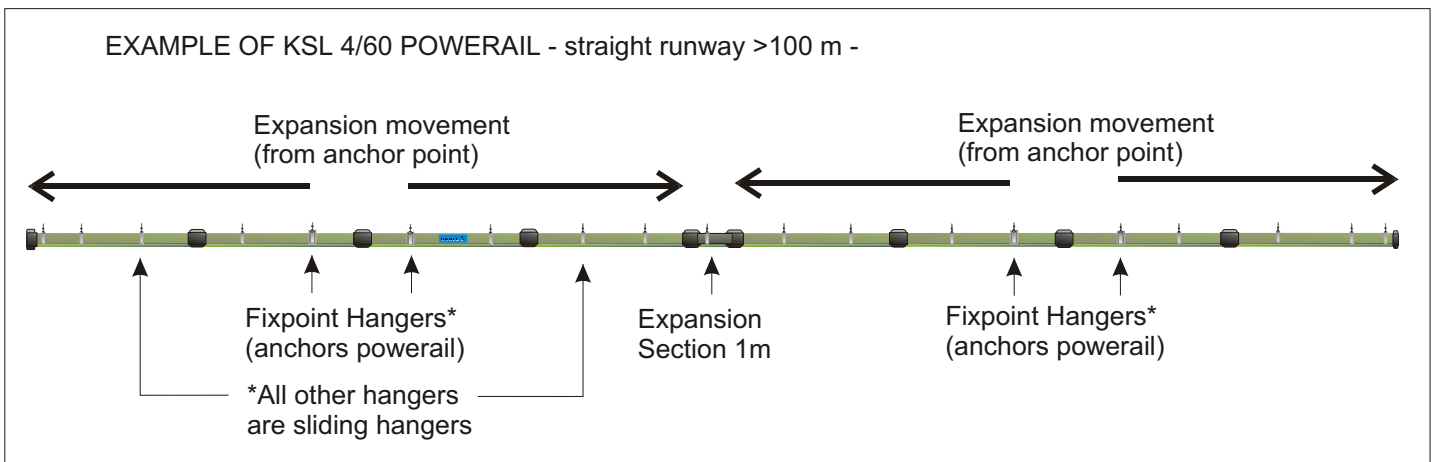 EXAMPLE OF KSL 4/60 POWERAIL - straight runway >100 m -
Expansion movement
(from anchor point)
Expansion movement
(from anchor point)
Fixpoint Hangers*
(anchors powerail)
Expansion
Section 1m
Fixpoint Hangers*
(anchors powerail)
*All other hangers
are sliding hangers